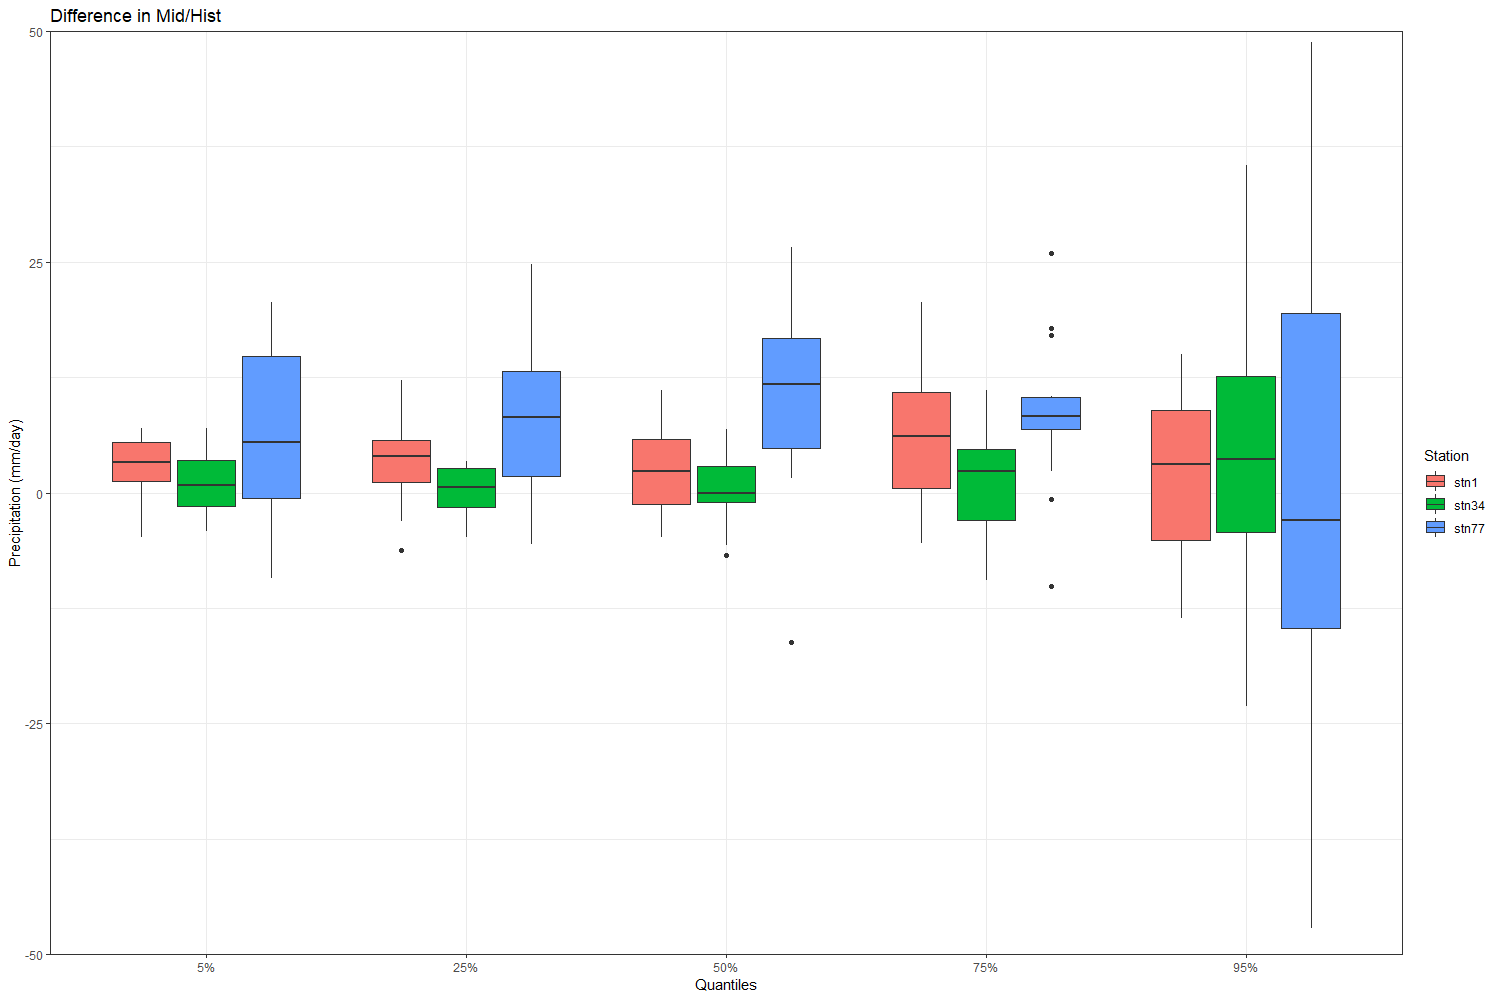 Difference in Mid/Hist
50
25
0
-25
-50
Precipitation (mm/day)
5%
25%
50%
75%
95%
Quantiles
Station
stn1
stn34
stn77